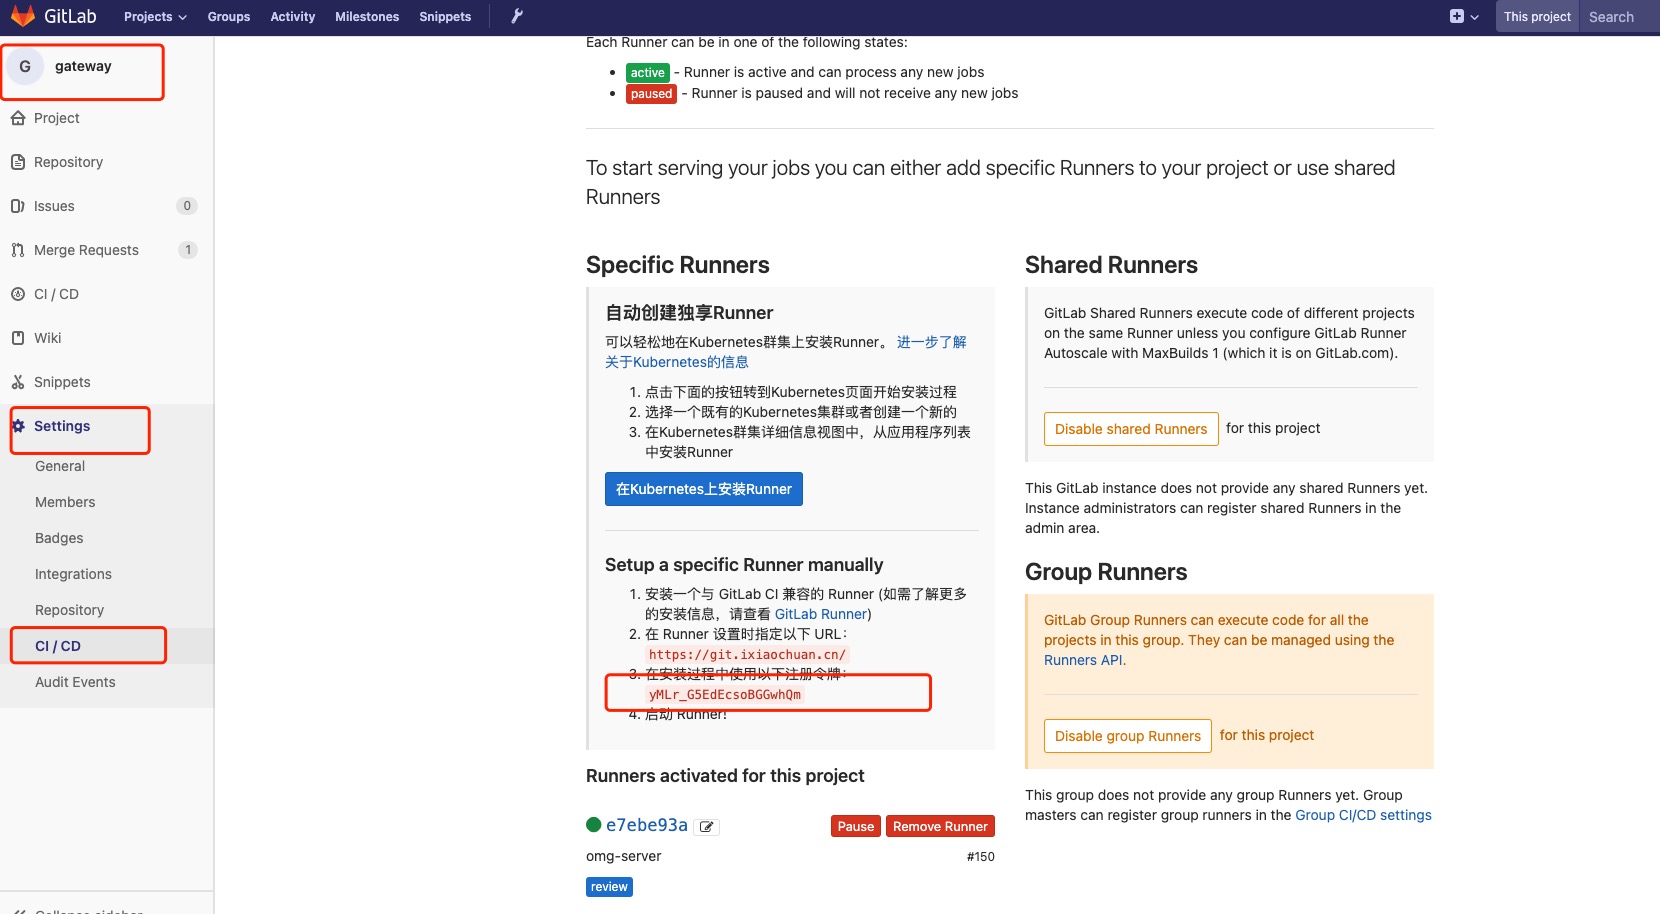 GitLab Projects Groups Activity Milestones Snippets This project Search
G gateway
Project
Repository
Issues 0
Merge Requests 1
CI / CD
Wiki
Snippets
Settings
General
Members
Badges
Integrations
Repository
CI / CD
Audit Events
Each Runner can be in one of the following states:
• active - Runner is active and can process any new jobs
• paused - Runner is paused and will not receive any new jobs
To start serving your jobs you can either add specific Runners to your project or use shared
Runners
Specific Runners
自动创建独享Runner
可以轻松地在Kubernetes群集上安装Runner。 进一步了解
关于Kubernetes的信息
1. 点击下面的按钮转到Kubernetes页面开始安装过程
2. 选择一个既有的Kubernetes集群或者创建一个新的
3. 在Kubernetes群集详细信息视图中，从应用程序列表
中安装Runner
在Kubernetes上安装Runner
Setup a specific Runner manually
1. 安装一个与 GitLab CI 兼容的 Runner (如需了解更多
的安装信息，请查看 GitLab Runner)
2. 在 Runner 设置时指定以下 URL：
https://git.ixiaochuan.cn/
3. 在安装过程中使用以下注册令牌：
yMLr_G5EdEcsoBGGwhQm
4. 启动 Runner!
Runners activated for this project
e7ebe93a Pause Remove Runner
omg-server #150
review
Shared Runners
GitLab Shared Runners execute code of different projects
on the same Runner unless you configure GitLab Runner
Autoscale with MaxBuilds 1 (which it is on GitLab.com).
Disable shared Runners for this project
This GitLab instance does not provide any shared Runners yet.
Instance administrators can register shared Runners in the
admin area.
Group Runners
GitLab Group Runners can execute code for all the
projects in this group. They can be managed using the
Runners API.
Disable group Runners for this project
This group does not provide any group Runners yet. Group
masters can register group runners in the Group CI/CD settings
Collapse sidebar